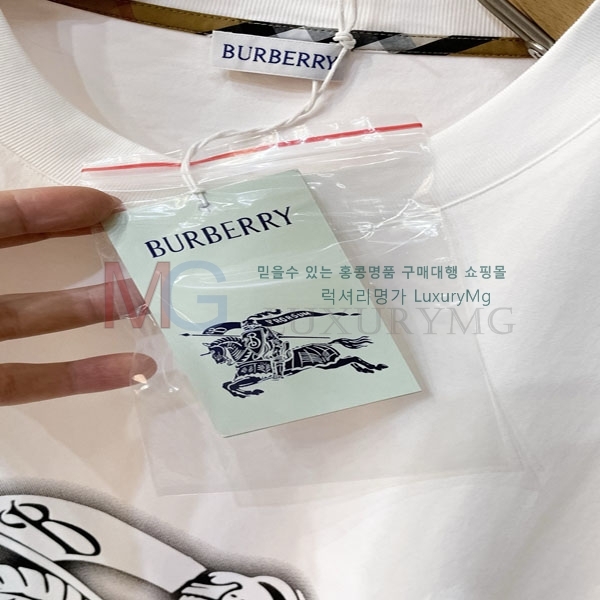 BURBERRY
BURBERRY
MG
믿을수 있는 홍콩명품 구매대행 쇼핑몰
럭셔리명가 LuxuryMg
LUXURYMG
PRORSUM
B